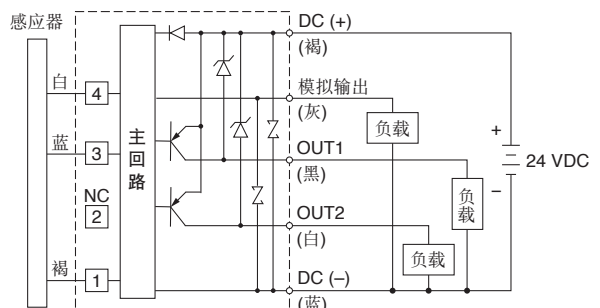 感应器
DC (+)
(褐)
白
4
模拟输出
(灰)
负载
蓝
3
主回路
OUT1
(黑)
+
24 VDC
−
NC
2
OUT2
(白)
负载
负载
褐
1
DC (−)
(蓝)